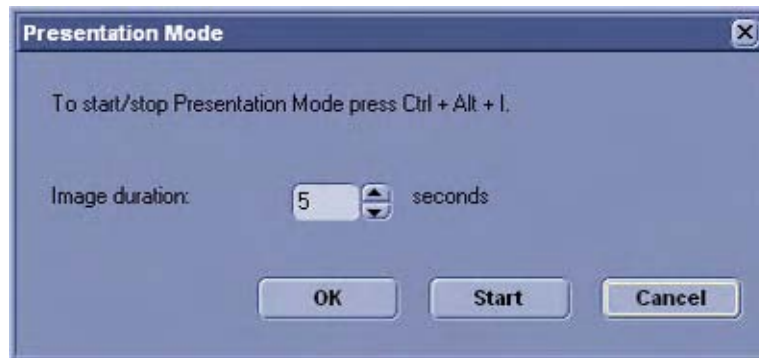 Presentation Mode
To start/stop Presentation Mode press Ctrl + Alt + I.
Image duration: 5 seconds
OK Start Cancel